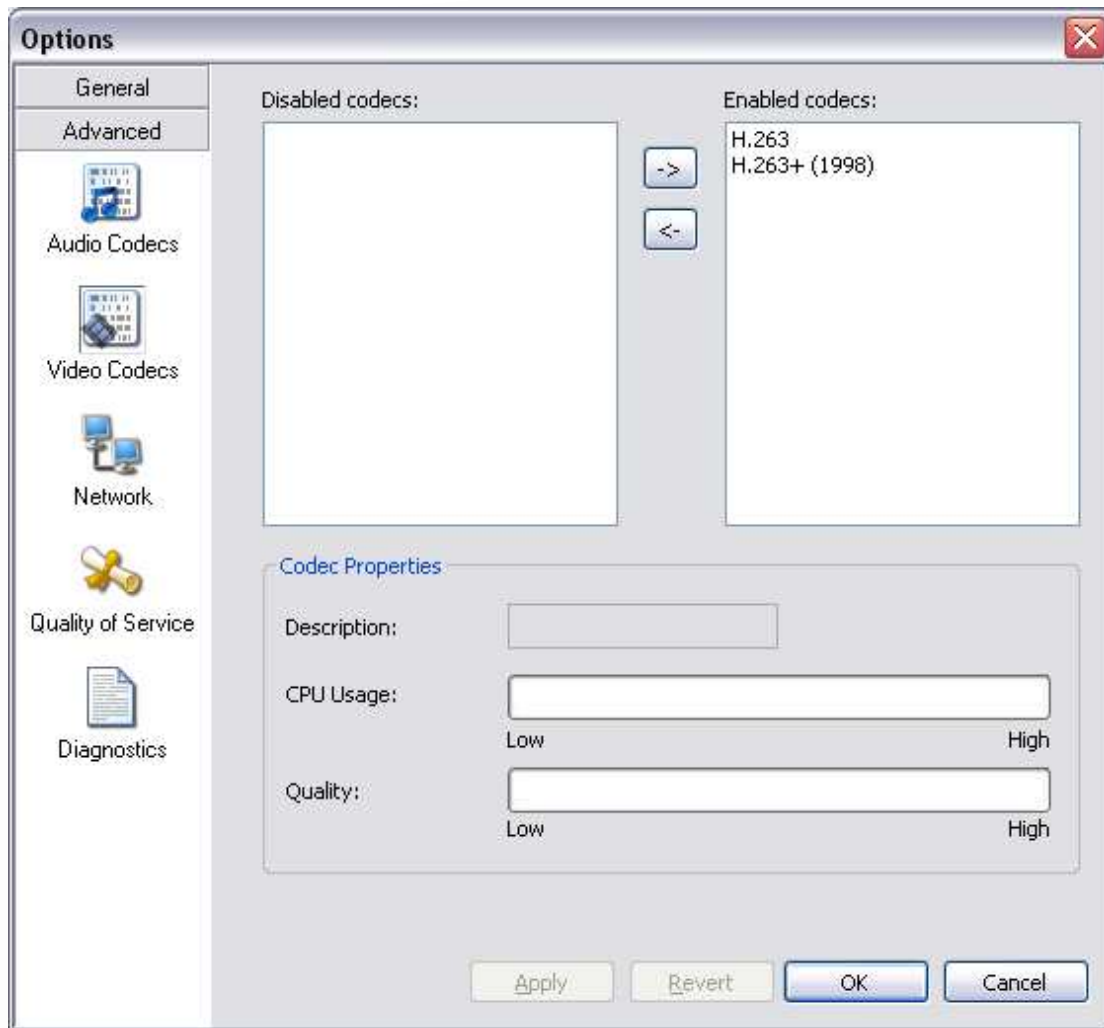 Options
General
Advanced
Audio Codecs
Video Codecs
Network
Quality of Service
Diagnostics
Disabled codecs:
->
<-
Enabled codecs:
H.263
H.263+ (1998)
Codec Properties
Description:
CPU Usage:
Low High
Quality:
Low High
Apply Revert OK Cancel